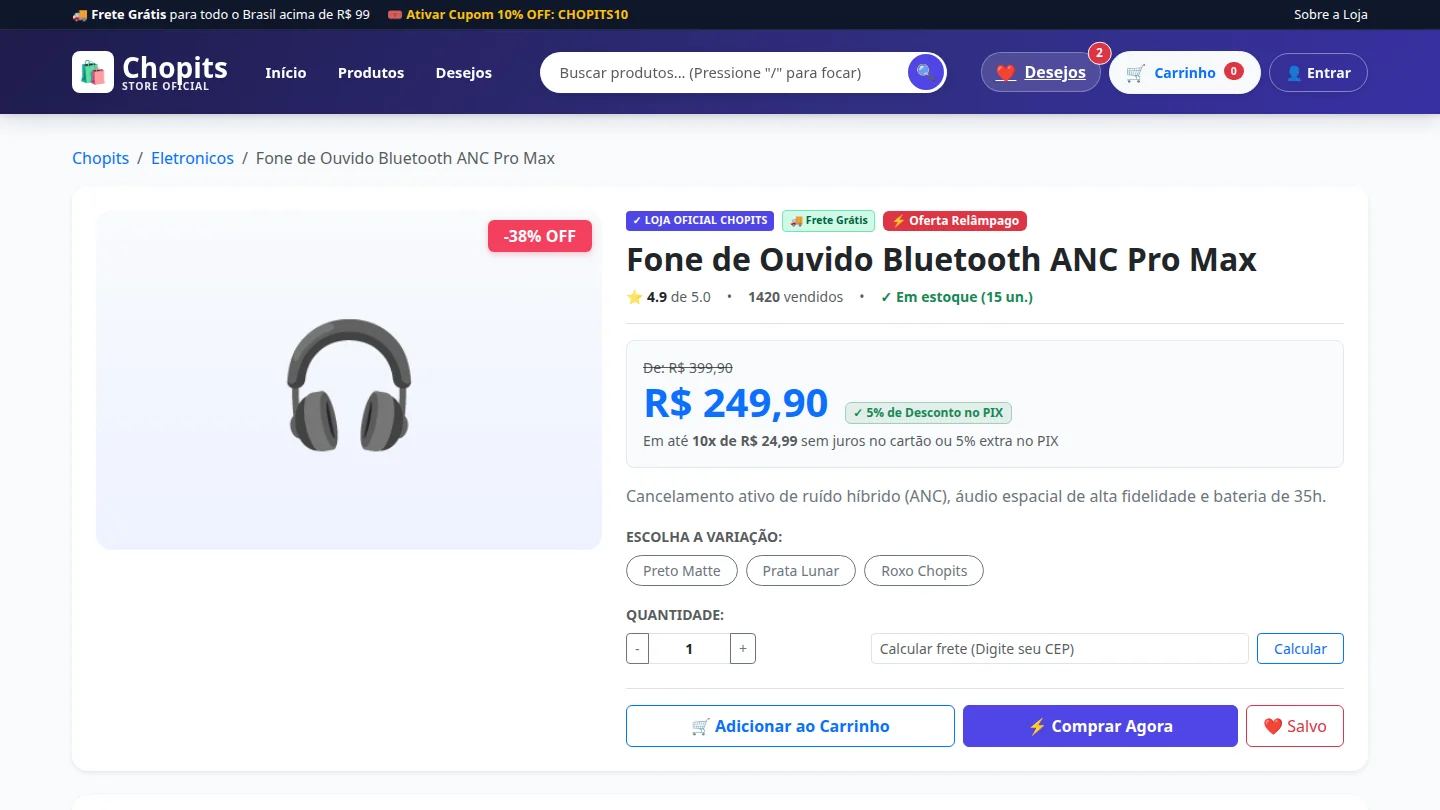 🚚 Frete Grátis para todo o Brasil acima de R$ 99 🎟️ Ativar Cupom 10% OFF: CHOPITS10 Sobre a Loja
Chopits
STORE OFICIAL
Início Produtos Desejos
Buscar produtos... (Pressione "/" para focar) 🔍
❤️ Desejos 2
🛒 Carrinho 0
👤 Entrar
Chopits / Eletronicos / Fone de Ouvido Bluetooth ANC Pro Max
-38% OFF
✓ LOJA OFICIAL CHOPITS 🚚 Frete Grátis ⚡ Oferta Relâmpago
Fone de Ouvido Bluetooth ANC Pro Max
⭐ 4.9 de 5.0 • 1420 vendidos • ✓ Em estoque (15 un.)
De: R$ 399,90
R$ 249,90 ✓ 5% de Desconto no PIX
Em até 10x de R$ 24,99 sem juros no cartão ou 5% extra no PIX
Cancelamento ativo de ruído híbrido (ANC), áudio espacial de alta fidelidade e bateria de 35h.
ESCOLHA A VARIAÇÃO:
Preto Matte Prata Lunar Roxo Chopits
QUANTIDADE:
- 1 + Calcular frete (Digite seu CEP) Calcular
🛒 Adicionar ao Carrinho ⚡ Comprar Agora ❤️ Salvo